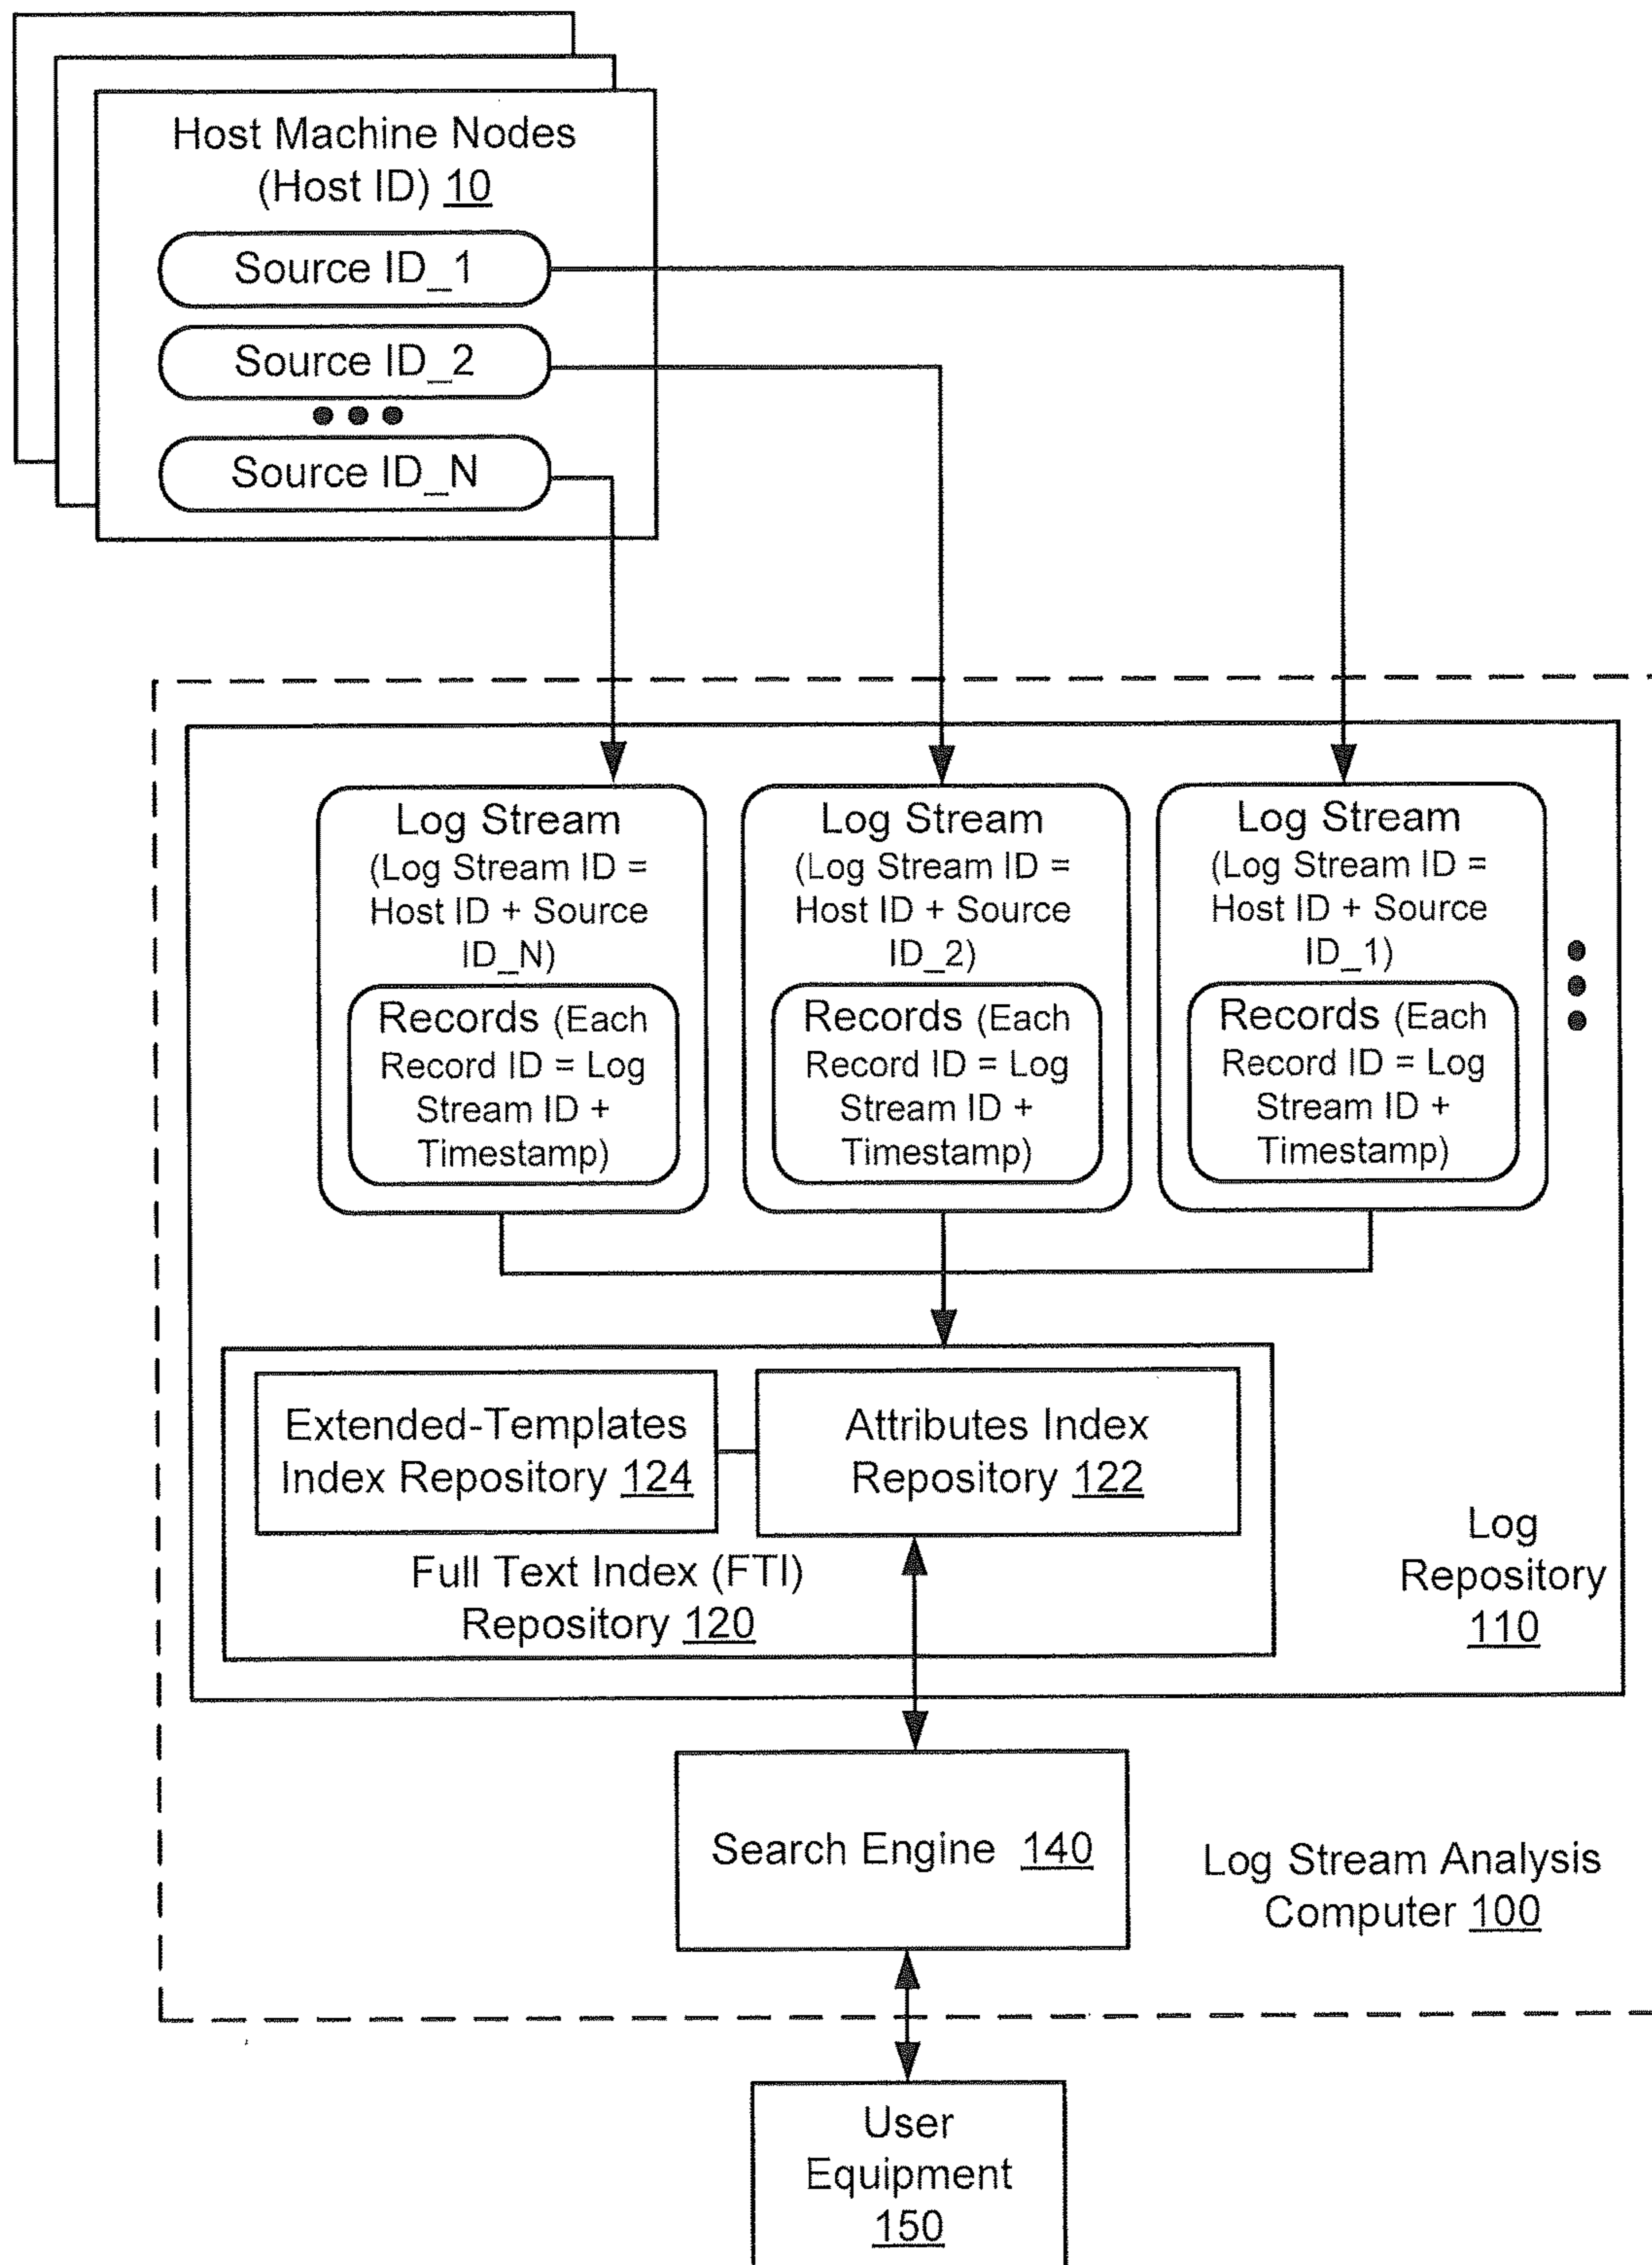 Host Machine Nodes
(Host ID) 10
Source ID_1
Source ID_2
Source ID_N
Log Stream
(Log Stream ID =
Host ID + Source
ID_N)
Records (Each
Record ID = Log
Stream ID +
Timestamp)
Log Stream
(Log Stream ID =
Host ID + Source
ID_2)
Records (Each
Record ID = Log
Stream ID +
Timestamp)
Log Stream
(Log Stream ID =
Host ID + Source
ID_1)
Records (Each
Record ID = Log
Stream ID +
Timestamp)
Extended-Templates
Index Repository 124
Attributes Index
Repository 122
Full Text Index (FTI)
Repository 120
Log
Repository
110
Search Engine 140
Log Stream Analysis
Computer 100
User
Equipment
150